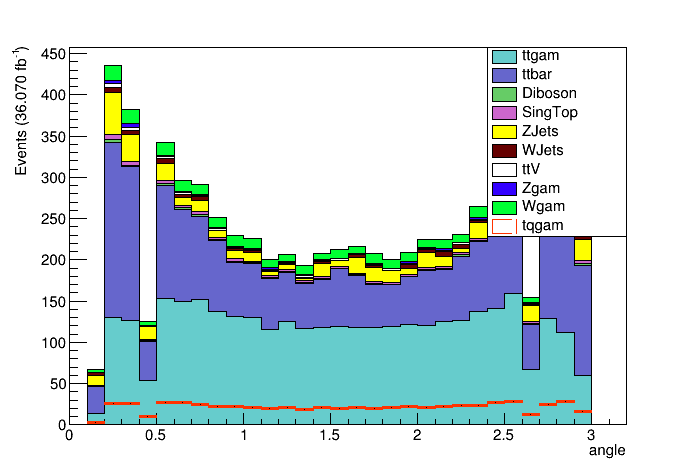 Events (36.070 fb-1)
450
400
350
300
250
200
150
100
50
0
0
0.5
1
1.5
2
2.5
3
angle
ttgam
ttbar
Diboson
SingTop
ZJets
WJets
ttV
Zgam
Wgam
tqgam